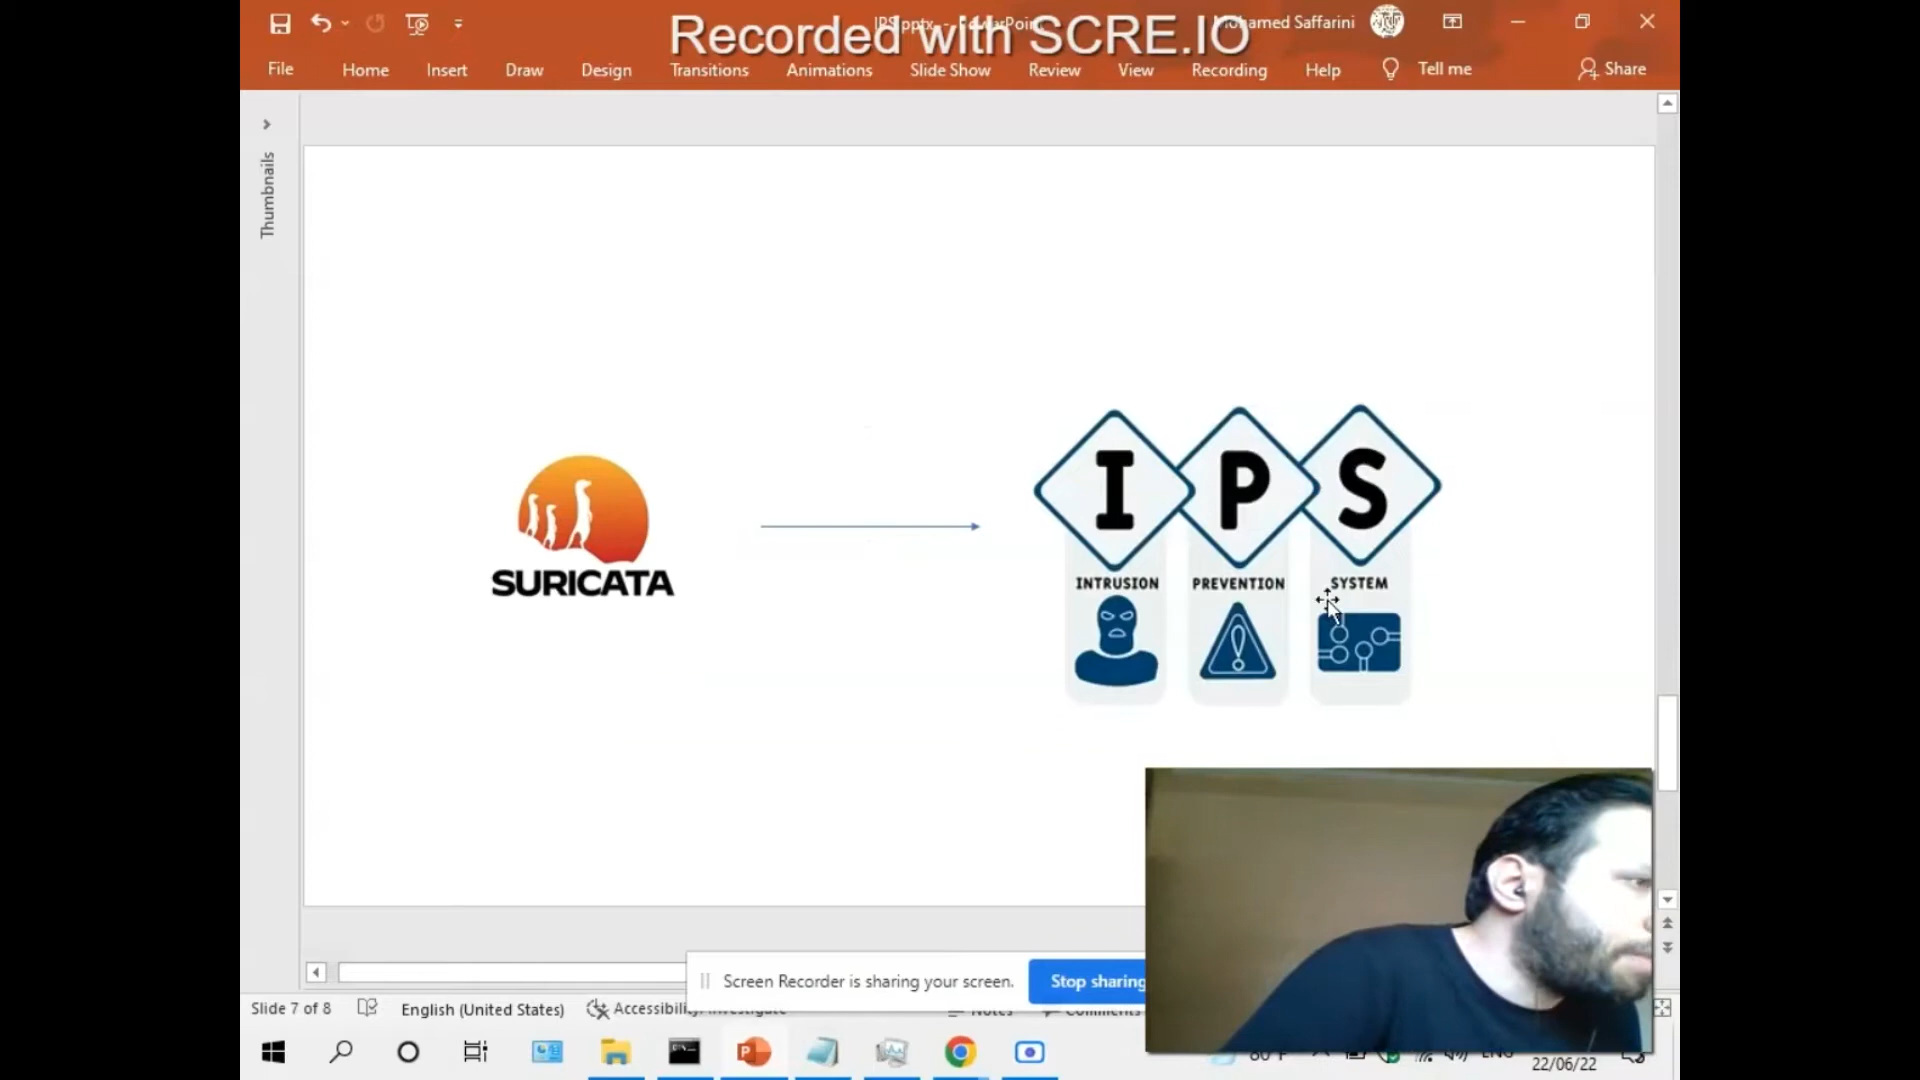 Recorded with SCRE.IO
Mohamed Saffarini
File Home Insert Draw Design Transitions Animations Slide Show Review View Recording Help Tell me Share
Thumbnails
SURICATA
I P S
INTRUSION PREVENTION SYSTEM
Screen Recorder is sharing your screen. Stop sharing
Slide 7 of 8 English (United States)
22/06/22